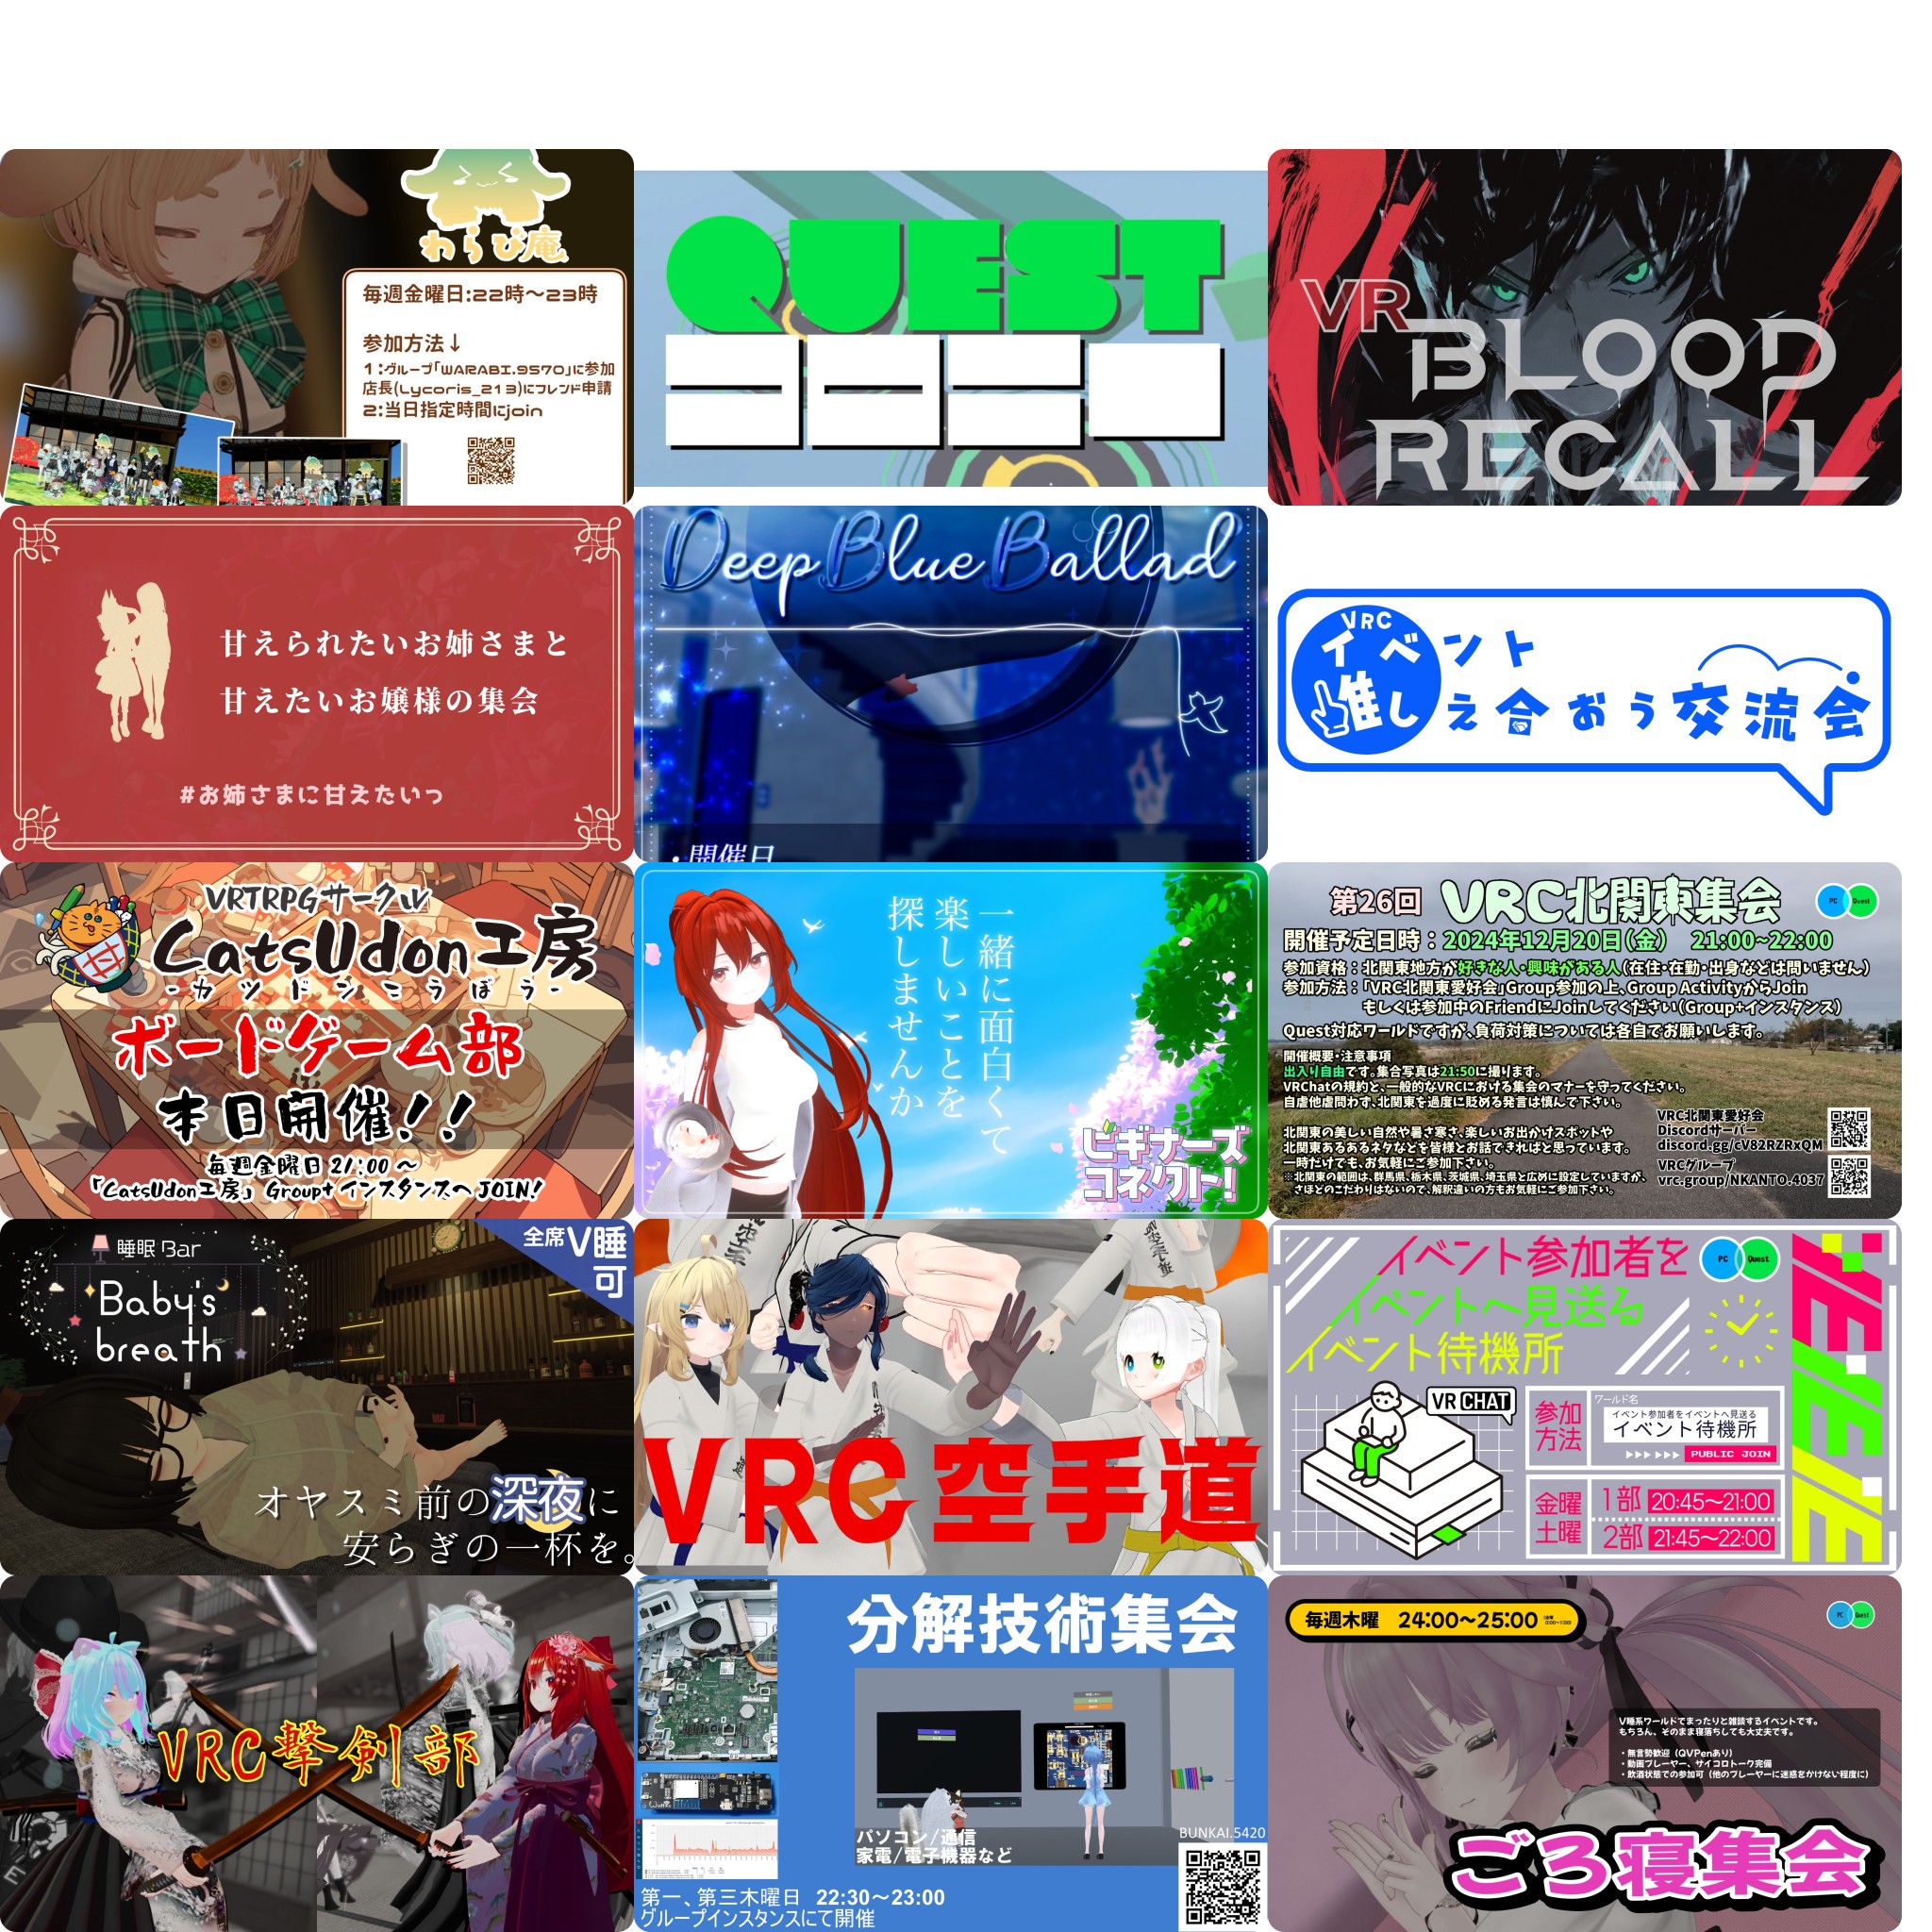 わらび庵
毎週金曜日:22時～23時
参加方法↓
1:グループ「WARABI.9570」に参加
店長(Lycoris_213)にフレンド申請
2:当日指定時間にjoin
QUEST
VR
BLOOD
RECALL
甘えられたいお姉さまと
甘えたいお嬢様の集会
#お姉さまに甘えたいっ
Deep Blue Ballad
・開催日
VRC
イベント
推しえ合おう交流会
VRTRPGサークル
CatsUdon工房
-カツドンこうぼう-
ボードゲーム部
本日開催!!
毎週金曜日 21:00 ～
「CatsUdon工房」 Group+ インスタンスへ JOIN!
一緒に面白くて
楽しいことを
探しませんか
ビギナーズ
コネクト!
第26回 VRC北関東集会
PC Quest
開催予定日時：2024年12月20日(金) 21:00~22:00
参加資格：北関東地方が好きな人・興味がある人(在住・在勤・出身などは問いません)
参加方法：「VRC北関東愛好会」Group参加の上、Group ActivityからJoin
もしくは参加中のFriendにJoinしてください(Group+インスタンス)
Quest対応ワールドですが、負荷対策については各自でお願いします。
開催概要・注意事項
出入り自由です。集合写真は21:50に撮ります。
VRChatの規約と、一般的なVRCにおける集会のマナーを守ってください。
自虐他虐問わず、北関東を過度に貶める発言は慎んで下さい。
北関東の美しい自然や暑さ寒さ、楽しいお出かけスポットや
北関東あるあるネタなどを皆様とお話できればと思っています。
一時だけでも、お気軽にご参加下さい。
※北関東の範囲は、群馬県、栃木県、茨城県、埼玉県と広めに設定していますが、
さほどのこだわりはないので、解釈違いの方もお気軽にご参加下さい。
VRC北関東愛好会
Discordサーバー
discord.gg/cV82RZRxQM
VRCグループ
vrc.group/NKANTO.4037
睡眠 Bar
Baby's
breath
全席V睡
可
オヤスミ前の深夜に
安らぎの一杯を。
VRC空手道
イベント参加者を
イベントへ見送る
イベント待機所
PC Quest
VR CHAT
参加
方法
ワールド名
イベント参加者をイベントへ見送る
イベント待機所
PUBLIC JOIN
金曜
土曜
1部 20:45～21:00
2部 21:45～22:00
VRC撃剣部
分解技術集会
パソコン/通信
家電/電子機器など
BUNKAI.5420
第一、第三木曜日 22:30～23:00
グループインスタンスにて開催
毎週木曜 24:00～25:00
PC Quest
V睡系ワールドでまったりと雑談するイベントです。
もちろん、そのまま寝落ちしても大丈夫です。
・無言勢歓迎（QVPenあり）
・動画プレーヤー、サイコロトーク完備
・飲酒状態での参加可（他のプレーヤーに迷惑をかけない程度に）
ごろ寝集会